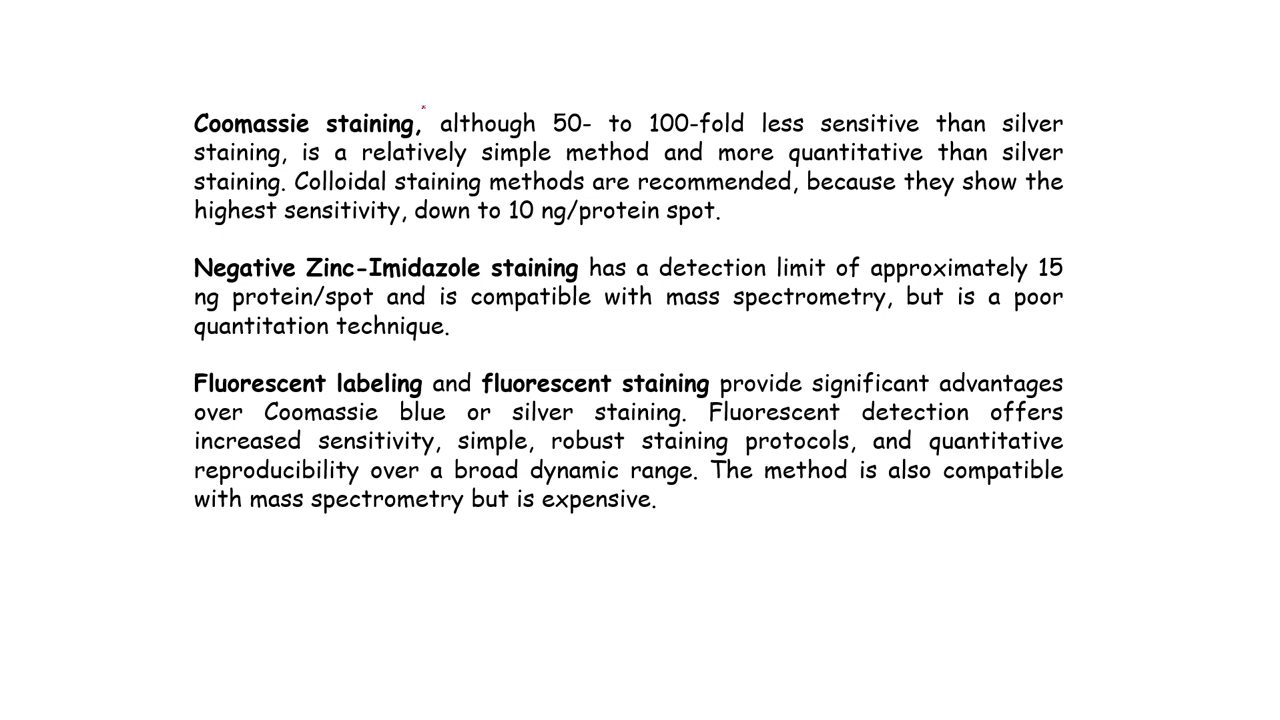 Coomassie staining, although 50- to 100-fold less sensitive than silver
staining, is a relatively simple method and more quantitative than silver
staining. Colloidal staining methods are recommended, because they show the
highest sensitivity, down to 10 ng/protein spot.
Negative Zinc-Imidazole staining has a detection limit of approximately 15
ng protein/spot and is compatible with mass spectrometry, but is a poor
quantitation technique.
Fluorescent labeling and fluorescent staining provide significant advantages
over Coomassie blue or silver staining. Fluorescent detection offers
increased sensitivity, simple, robust staining protocols, and quantitative
reproducibility over a broad dynamic range. The method is also compatible
with mass spectrometry but is expensive.